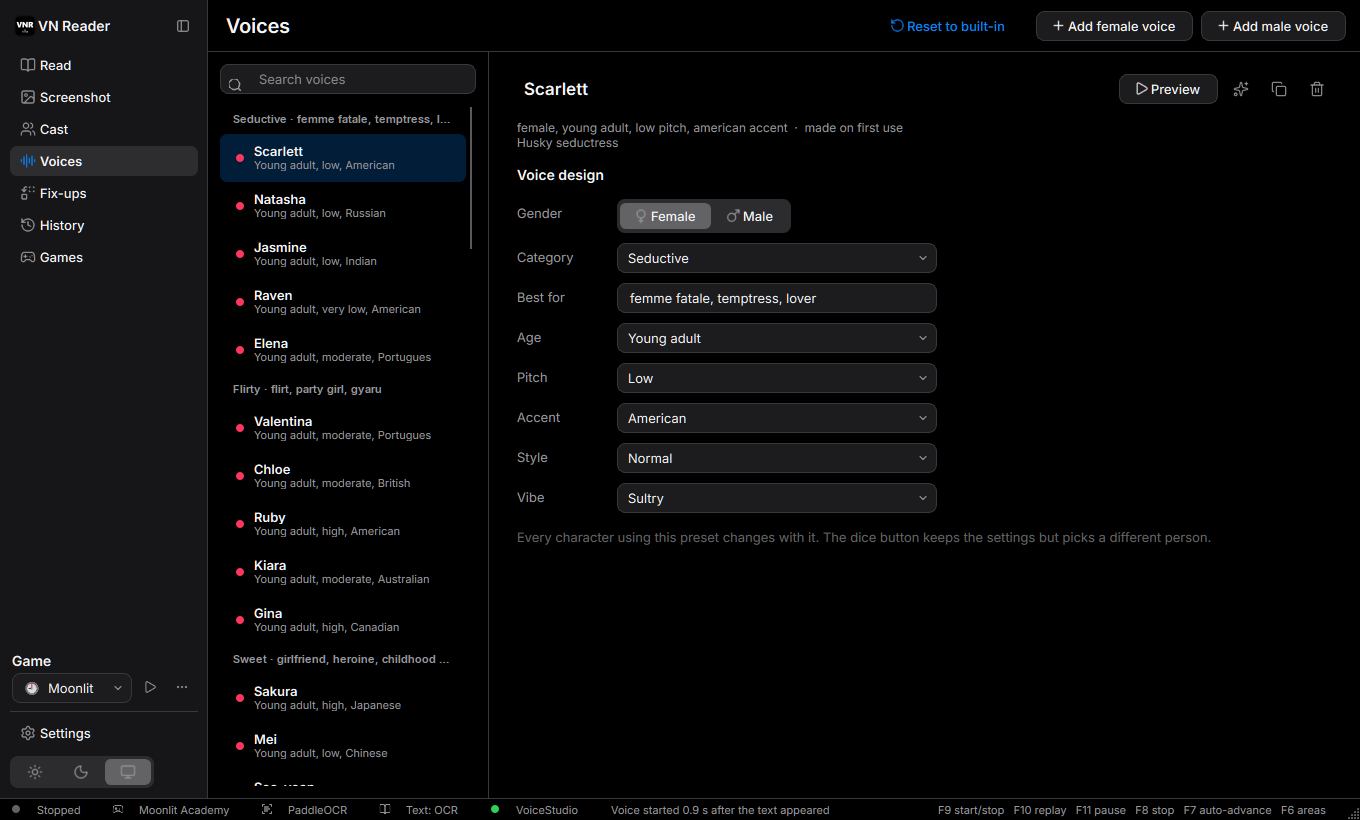 VNR VN Reader
Read
Screenshot
Cast
Voices
Fix-ups
History
Games
Game
Moonlit
Settings
Voices
Reset to built-in
+ Add female voice
+ Add male voice
Search voices
Seductive · femme fatale, temptress, l...
Scarlett
Young adult, low, American
Natasha
Young adult, low, Russian
Jasmine
Young adult, low, Indian
Raven
Young adult, very low, American
Elena
Young adult, moderate, Portugues
Flirty · flirt, party girl, gyaru
Valentina
Young adult, moderate, Portugues
Chloe
Young adult, moderate, British
Ruby
Young adult, high, American
Kiara
Young adult, moderate, Australian
Gina
Young adult, high, Canadian
Sweet · girlfriend, heroine, childhood ...
Sakura
Young adult, high, Japanese
Mei
Young adult, low, Chinese
Scarlett
Preview
female, young adult, low pitch, american accent · made on first use
Husky seductress
Voice design
Gender
Female
Male
Category
Seductive
Best for
femme fatale, temptress, lover
Age
Young adult
Pitch
Low
Accent
American
Style
Normal
Vibe
Sultry
Every character using this preset changes with it. The dice button keeps the settings but picks a different person.
Stopped
Moonlit Academy
PaddleOCR
Text: OCR
VoiceStudio
Voice started 0.9 s after the text appeared
F9 start/stop
F10 replay
F11 pause
F8 stop
F7 auto-advance
F6 areas